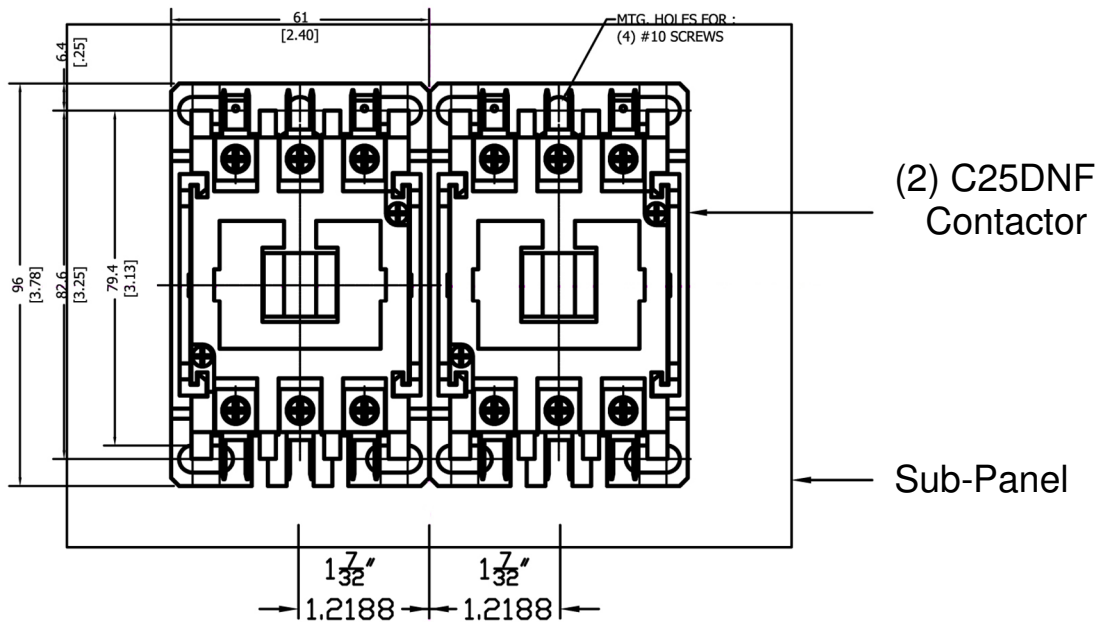 61
[2.40]
MTG. HOLES FOR :
(4) #10 SCREWS
6.4
[.25]
96
[3.78]
82.6
[3.25]
79.4
[3.13]
(2) C25DNF
Contactor
Sub-Panel
1 7/32" 1 7/32"
1.2188 1.2188